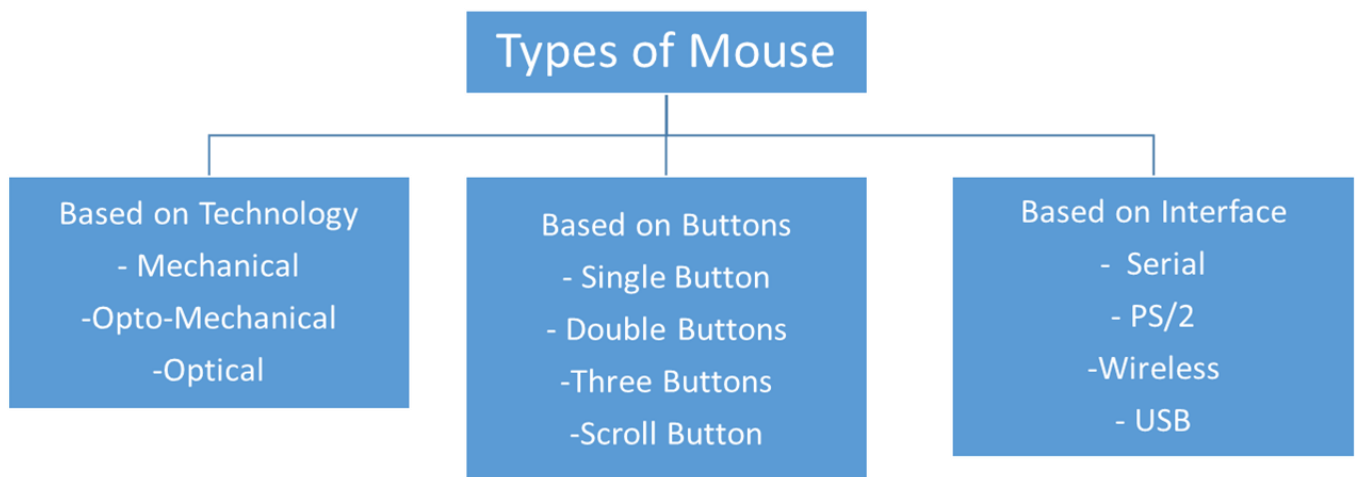 Types of Mouse
Based on Technology
- Mechanical
-Opto-Mechanical
-Optical
Based on Buttons
- Single Button
- Double Buttons
-Three Buttons
-Scroll Button
Based on Interface
- Serial
- PS/2
-Wireless
- USB